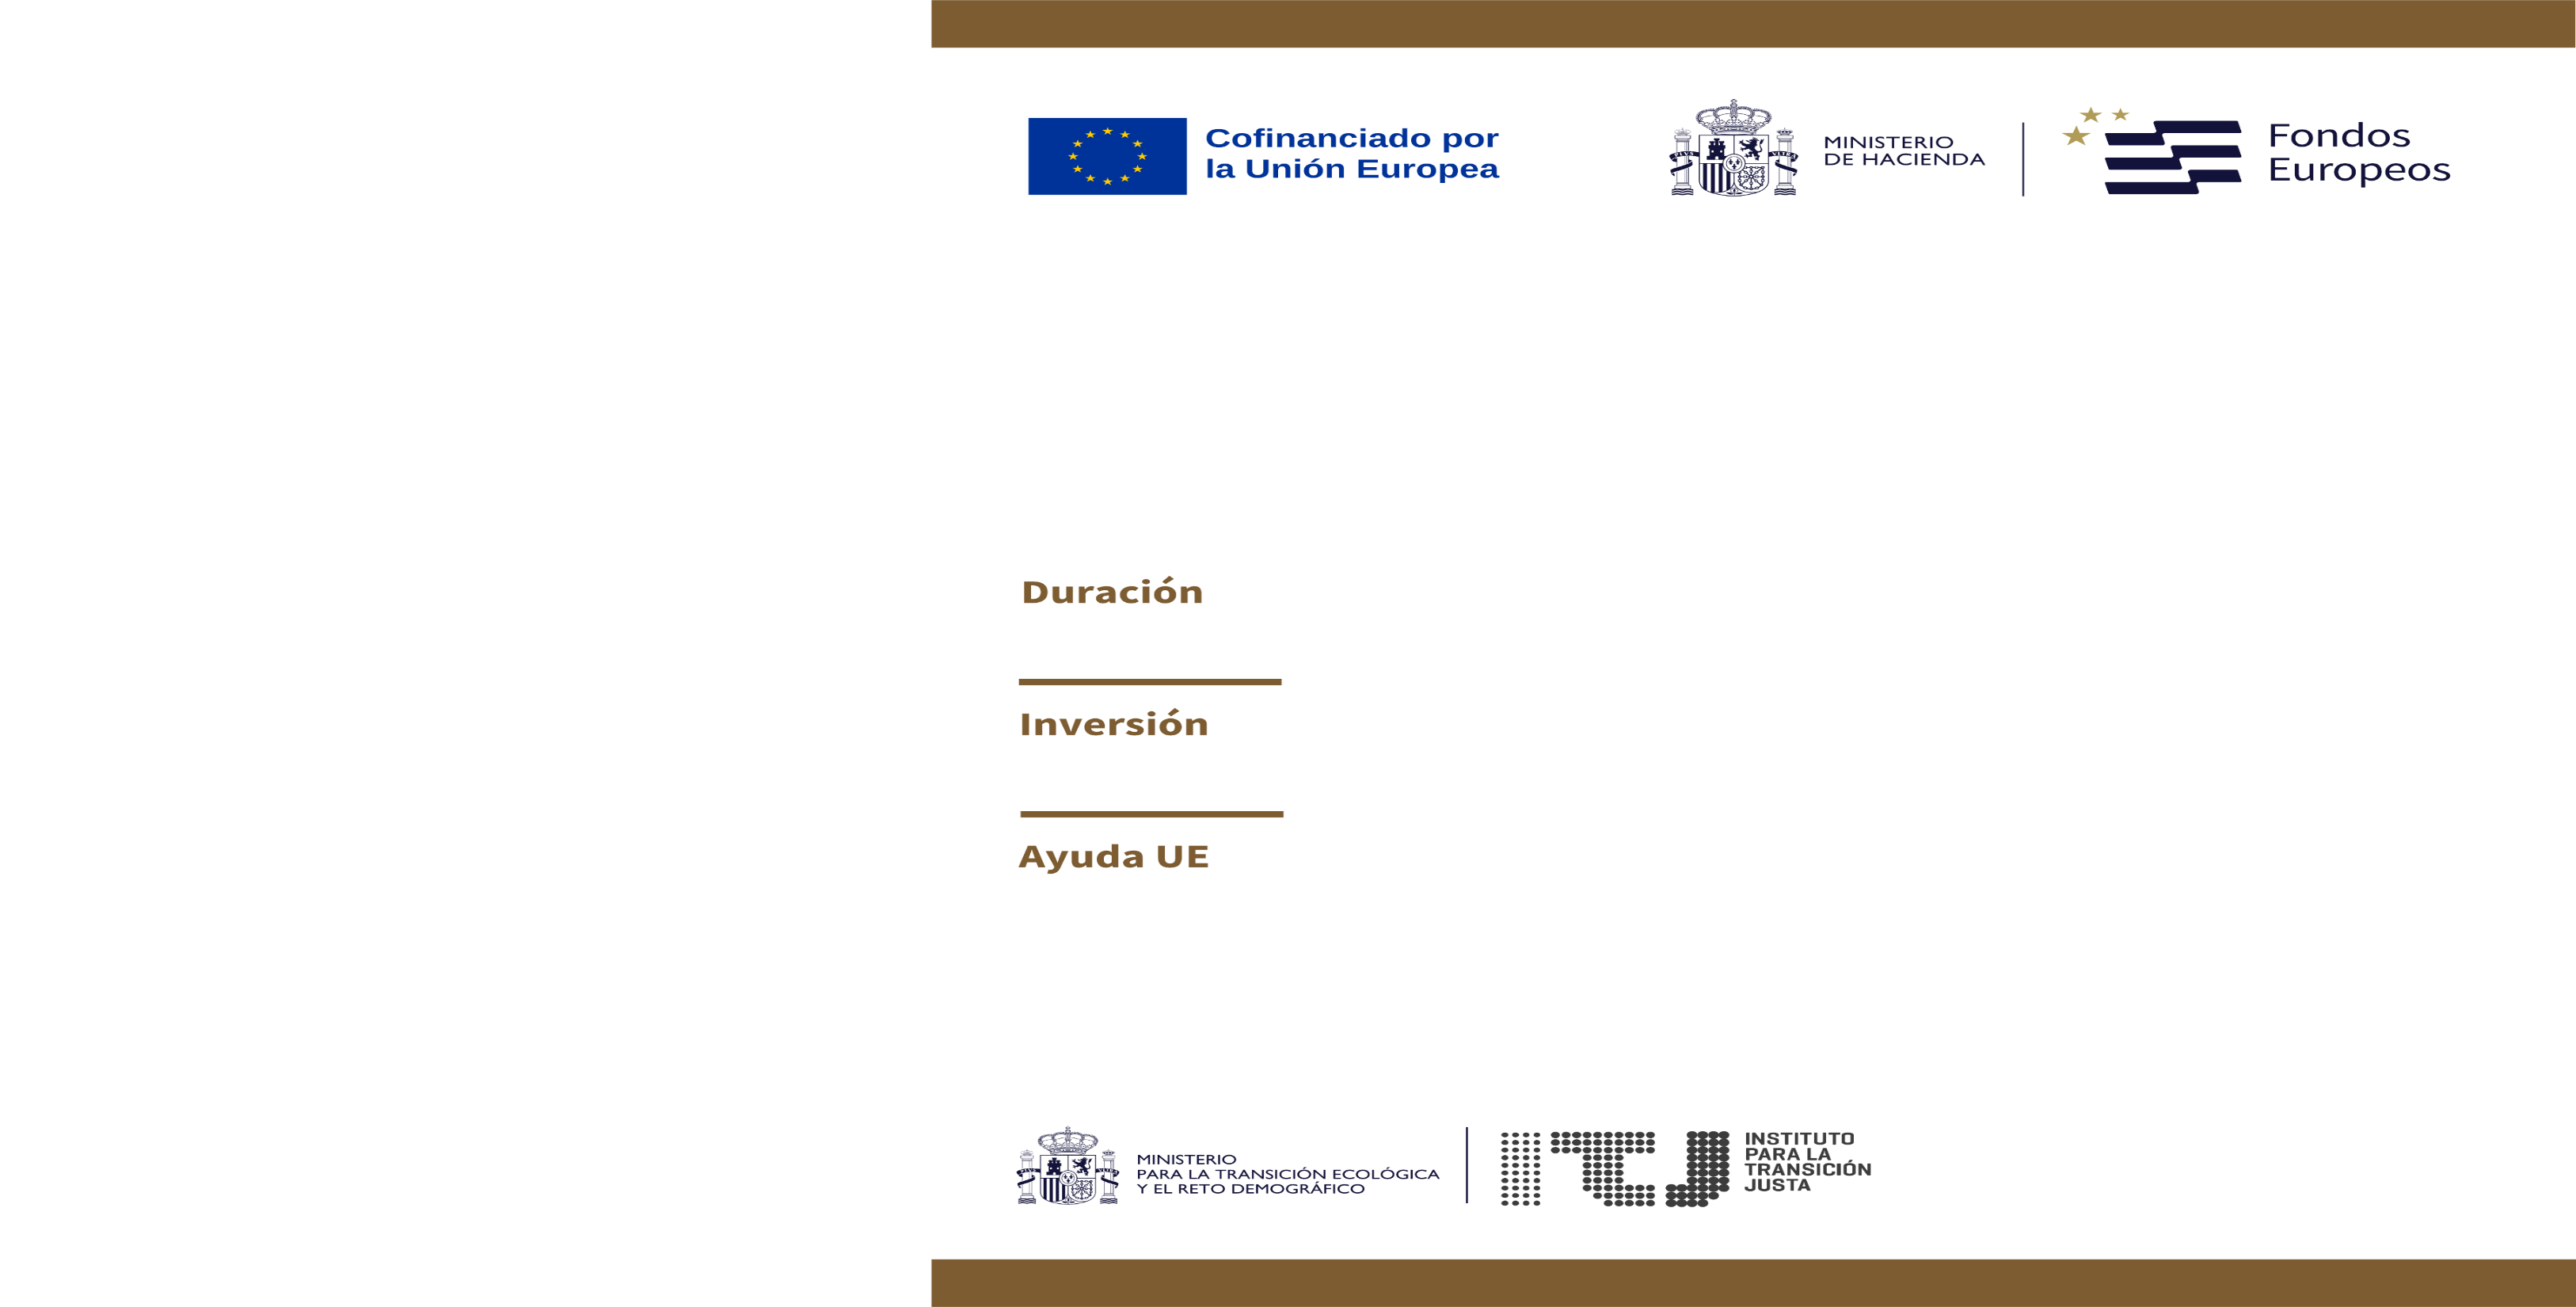 Cofinanciado por
la Unión Europea
MINISTERIO
DE HACIENDA
Fondos
Europeos
Duración
Inversión
Ayuda UE
MINISTERIO
PARA LA TRANSICIÓN ECOLÓGICA
Y EL RETO DEMOGRÁFICO
ITJ
INSTITUTO
PARA LA
TRANSICIÓN
JUSTA